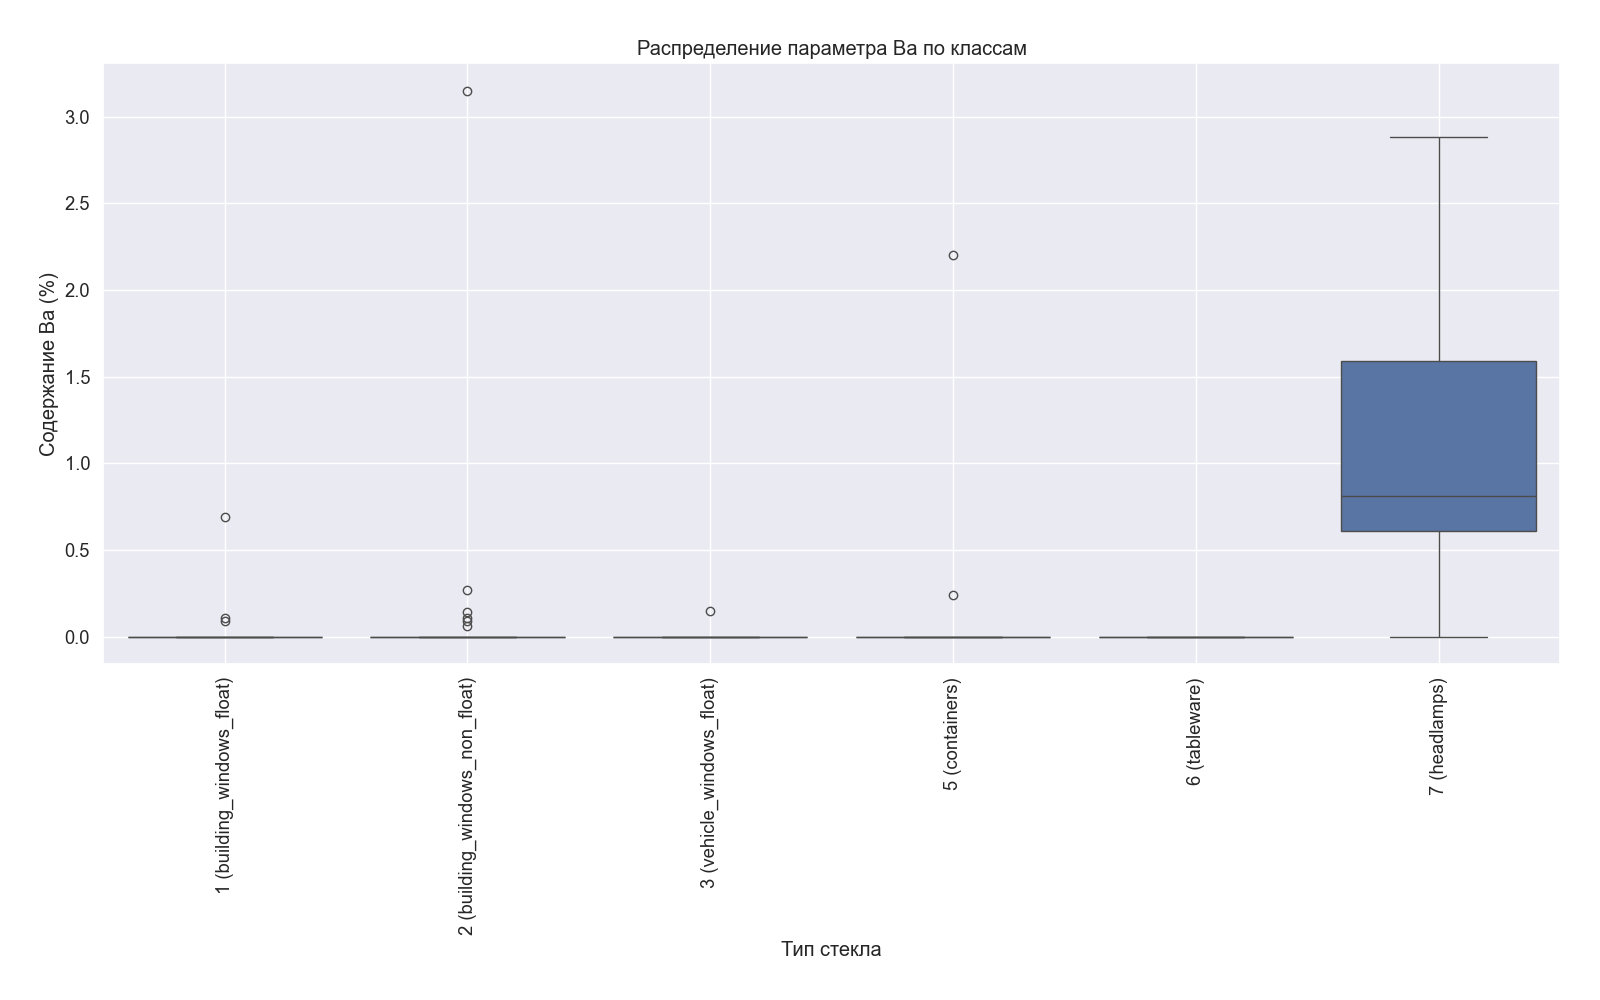 Распределение параметра Ba по классам
Содержание Ba (%)
3.0
2.5
2.0
1.5
1.0
0.5
0.0
1 (building_windows_float)
2 (building_windows_non_float)
3 (vehicle_windows_float)
5 (containers)
6 (tableware)
7 (headlamps)
Тип стекла